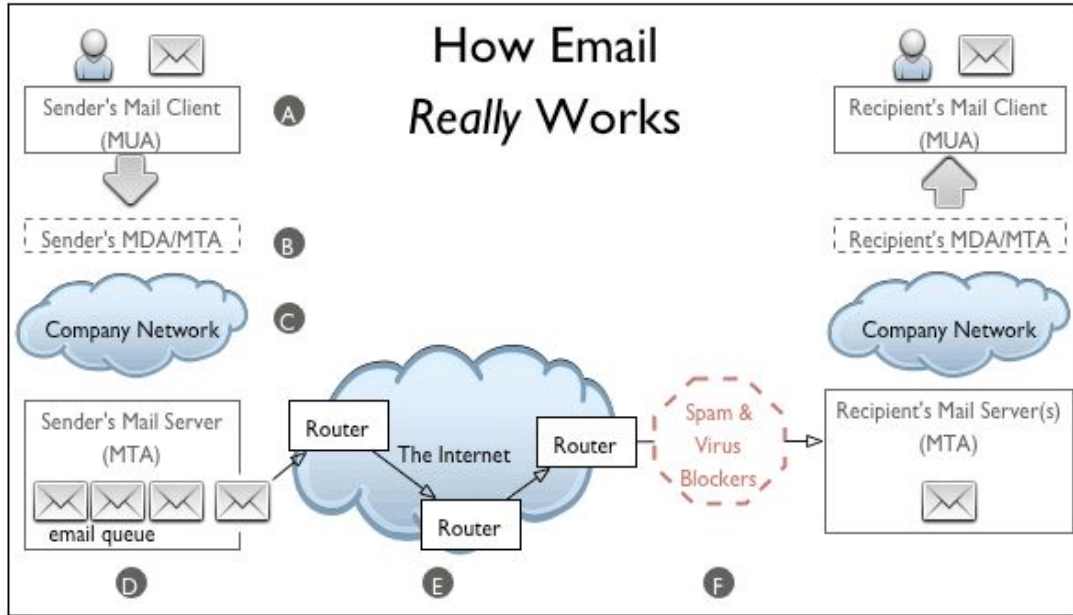 How Email
Really Works
Sender's Mail Client
(MUA)
A
Recipient's Mail Client
(MUA)
Sender's MDA/MTA
B
Recipient's MDA/MTA
Company Network
C
Company Network
Sender's Mail Server
(MTA)
email queue
Router
The Internet
Router
Router
Spam &
Virus
Blockers
Recipient's Mail Server(s)
(MTA)
D
E
F